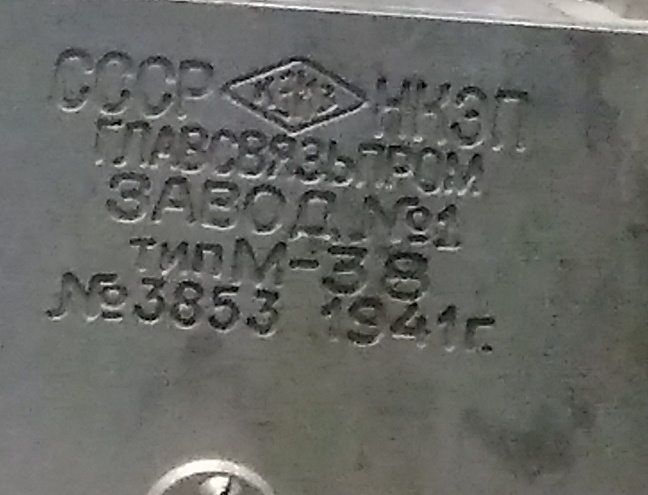 СССР НКЭП
ГЛАВСВЯЗЬПРОМ
ЗАВОД №1
тип М-38
№3853 1941г.